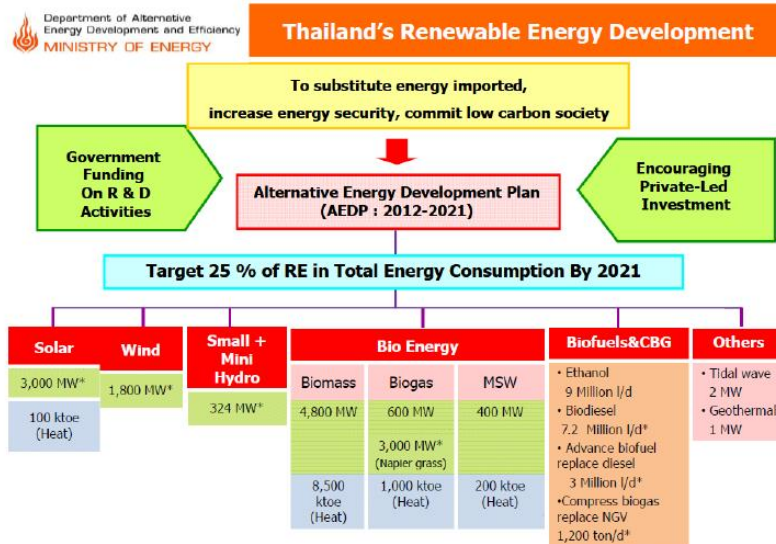 Department of Alternative
Energy Development and Efficiency
MINISTRY OF ENERGY
Thailand's Renewable Energy Development
To substitute energy imported,
increase energy security, commit low carbon society
Government
Funding
On R & D
Activities
Encouraging
Private-Led
Investment
Alternative Energy Development Plan
(AEDP : 2012-2021)
Target 25 % of RE in Total Energy Consumption By 2021
Solar
3,000 MW*
100 ktoe
(Heat)
Wind
1,800 MW*
Small +
Mini
Hydro
324 MW*
Bio Energy
Biomass
4,800 MW
8,500
ktoe
(Heat)
Biogas
600 MW
3,000 MW*
(Napier grass)
1,000 ktoe
(Heat)
MSW
400 MW
200 ktoe
(Heat)
Biofuels&CBG
• Ethanol
9 Million l/d
• Biodiesel
7.2 Million l/d*
• Advance biofuel
replace diesel
3 Million l/d*
•Compress biogas
replace NGV
1,200 ton/d*
Others
• Tidal wave
2 MW
• Geothermal
1 MW